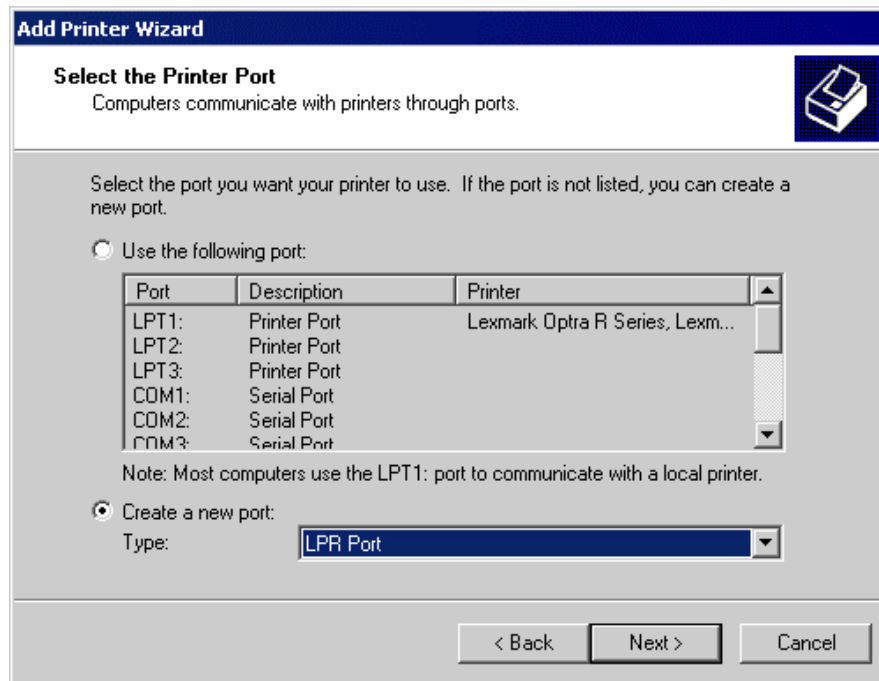 Add Printer Wizard
Select the Printer Port
Computers communicate with printers through ports.
Select the port you want your printer to use. If the port is not listed, you can create a
new port.
Use the following port:
Port Description Printer
LPT1: Printer Port Lexmark Optra R Series, Lexm...
LPT2: Printer Port
LPT3: Printer Port
COM1: Serial Port
COM2: Serial Port
COM3: Serial Port
Note: Most computers use the LPT1: port to communicate with a local printer.
Create a new port:
Type: LPR Port
< Back Next > Cancel